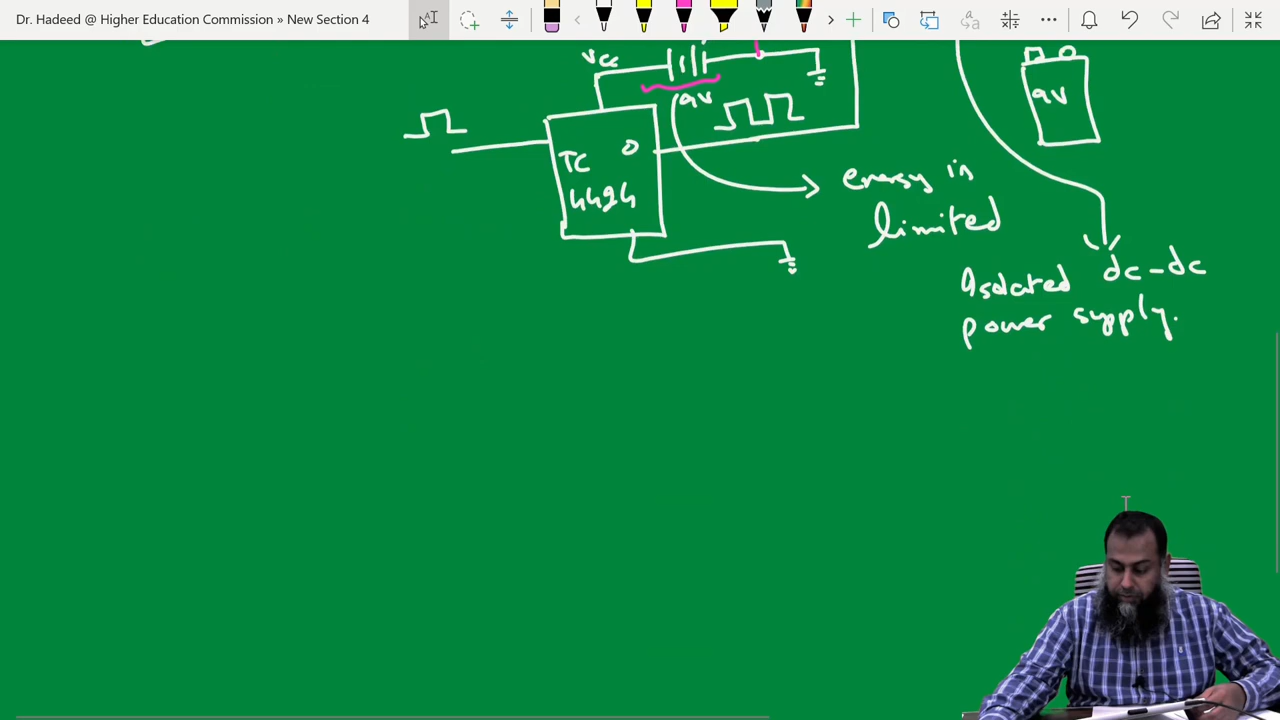 Dr. Hadeed @ Higher Education Commission » New Section 4
Vcc
9V
9V
TC
4424
O
energy is
limited
Isolated dc-dc
power supply.